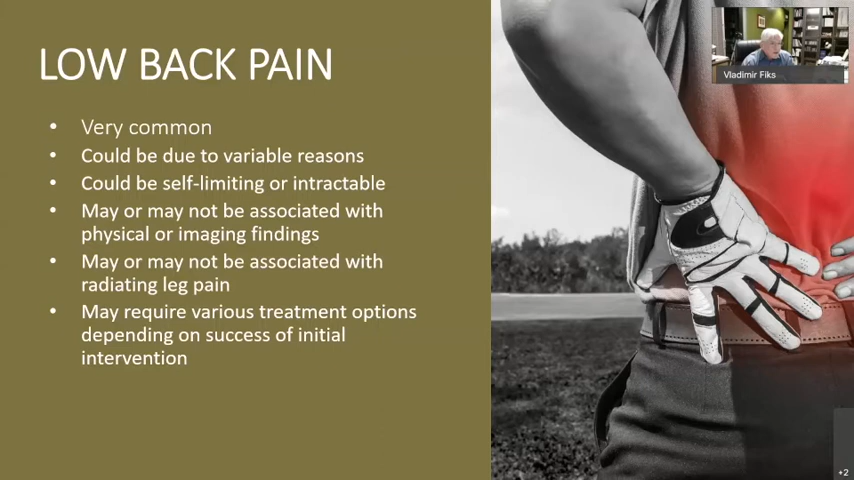 LOW BACK PAIN
• Very common
• Could be due to variable reasons
• Could be self-limiting or intractable
• May or may not be associated with
physical or imaging findings
• May or may not be associated with
radiating leg pain
• May require various treatment options
depending on success of initial
intervention
Vladimir Fiks
+2